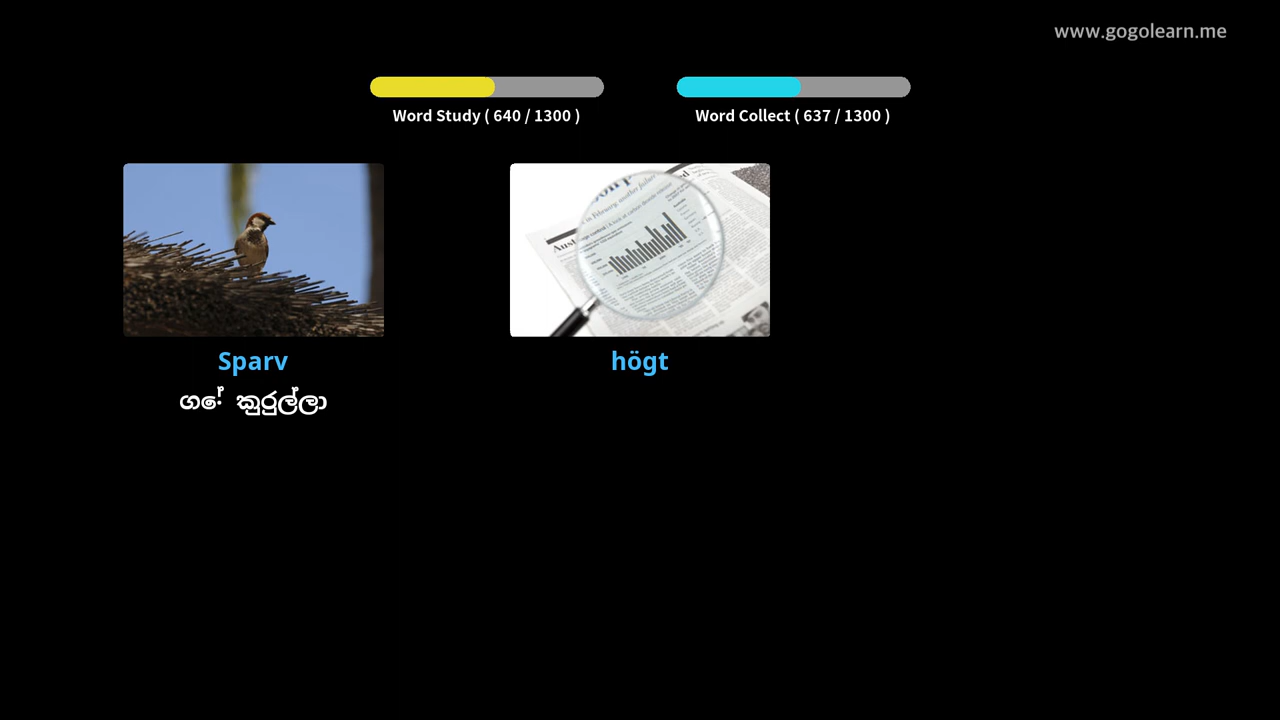 www.gogolearn.me
Word Study ( 640 / 1300 )
Word Collect ( 637 / 1300 )
Sparv
högt
ගේ කුරුල්ලා